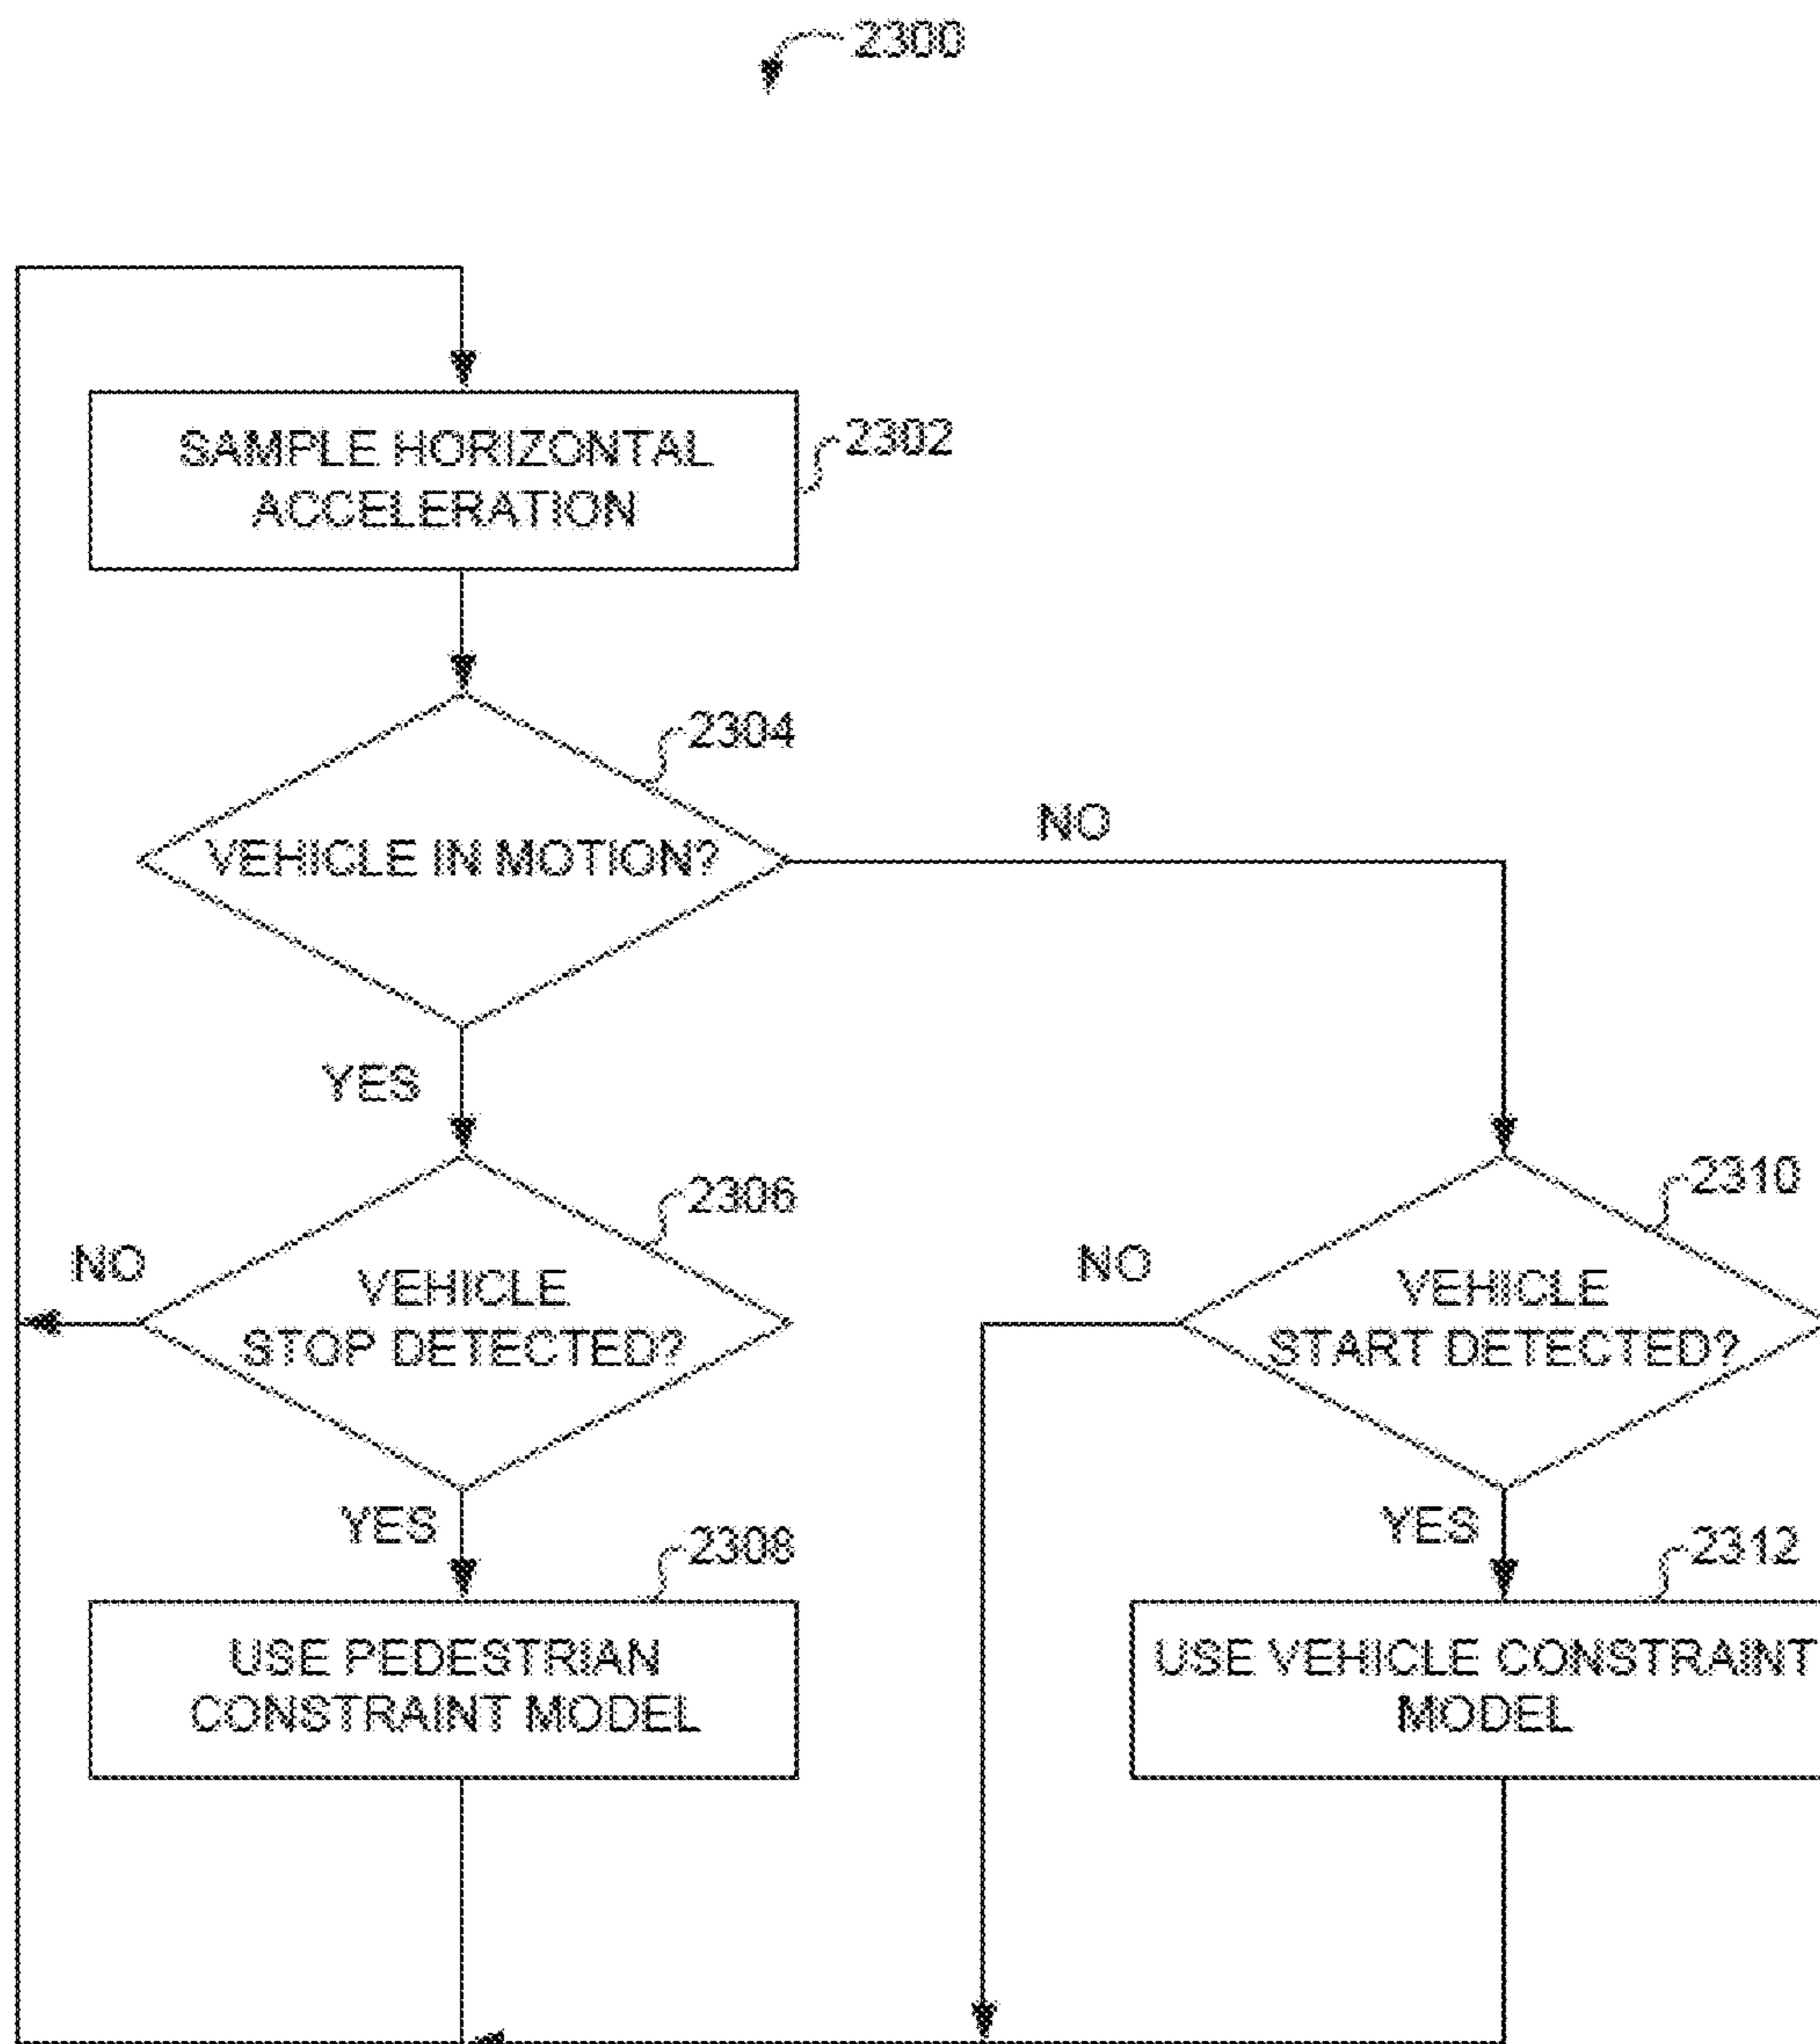 2300
SAMPLE HORIZONTAL
ACCELERATION
2302
2304
VEHICLE IN MOTION?
NO
YES
2306
VEHICLE
STOP DETECTED?
NO
YES
2308
USE PEDESTRIAN
CONSTRAINT MODEL
2310
VEHICLE
START DETECTED?
NO
YES
2312
USE VEHICLE CONSTRAINT
MODEL